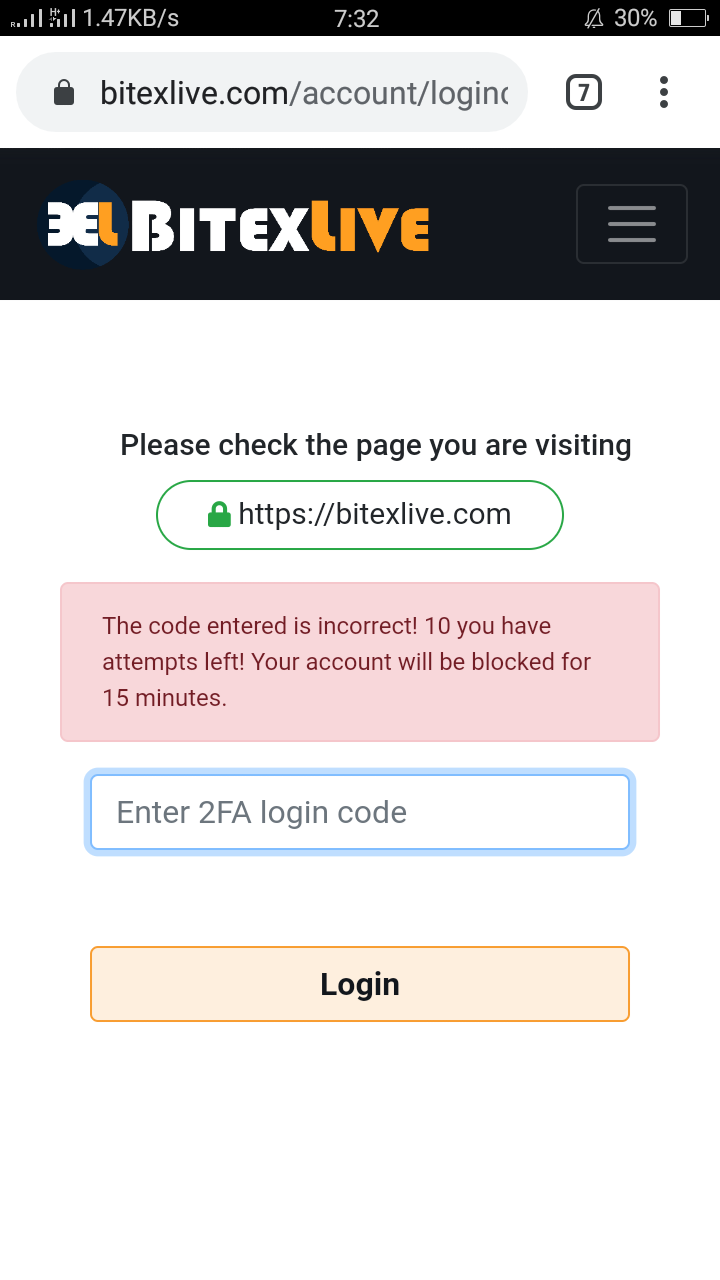 R H+ 1.47KB/s 7:32 30%
bitexlive.com/account/loginc 7
BEL BITEXLIVE
Please check the page you are visiting
https://bitexlive.com
The code entered is incorrect! 10 you have
attempts left! Your account will be blocked for
15 minutes.
Enter 2FA login code
Login